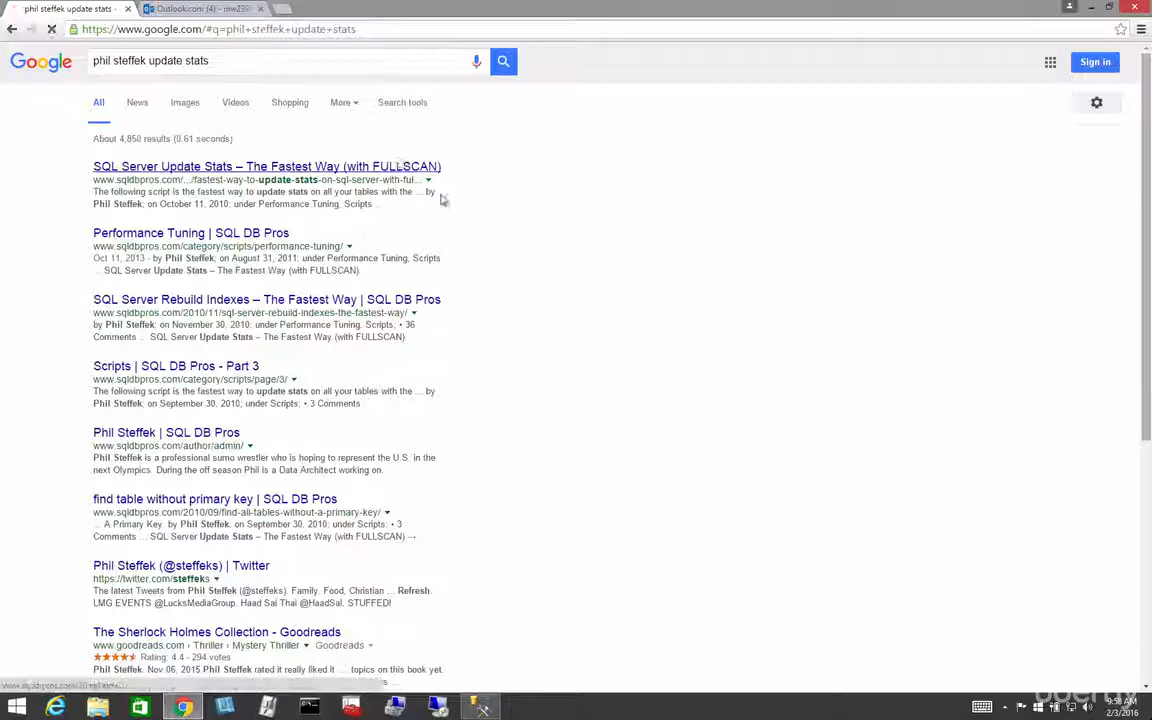 phil steffek update stats -
Outlook.com (4) - mw239
https://www.google.com/#q=phil+steffek+update+stats
Google
phil steffek update stats
Sign in
All
News
Images
Videos
Shopping
More
Search tools
About 4,850 results (0.61 seconds)
SQL Server Update Stats – The Fastest Way (with FULLSCAN)
www.sqldbpros.com/.../fastest-way-to-update-stats-on-sql-server-with-ful...
The following script is the fastest way to update stats on all your tables with the ... by
Phil Steffek; on October 11, 2010; under Performance Tuning, Scripts
Performance Tuning | SQL DB Pros
www.sqldbpros.com/category/scripts/performance-tuning/
Oct 11, 2013 - by Phil Steffek; on August 31, 2011; under Performance Tuning, Scripts
... SQL Server Update Stats – The Fastest Way (with FULLSCAN).
SQL Server Rebuild Indexes – The Fastest Way | SQL DB Pros
www.sqldbpros.com/2010/11/sql-server-rebuild-indexes-the-fastest-way/
by Phil Steffek; on November 30, 2010; under Performance Tuning, Scripts; • 36
Comments ... SQL Server Update Stats – The Fastest Way (with FULLSCAN)
Scripts | SQL DB Pros - Part 3
www.sqldbpros.com/category/scripts/page/3/
The following script is the fastest way to update stats on all your tables with the ... by
Phil Steffek; on September 30, 2010; under Scripts; • 3 Comments
Phil Steffek | SQL DB Pros
www.sqldbpros.com/author/admin/
Phil Steffek is a professional sumo wrestler who is hoping to represent the U.S. in the
next Olympics. During the off season Phil is a Data Architect working on.
find table without primary key | SQL DB Pros
www.sqldbpros.com/2010/09/find-all-tables-without-a-primary-key/
... A Primary Key. by Phil Steffek; on September 30, 2010; under Scripts; • 3
Comments ... SQL Server Update Stats – The Fastest Way (with FULLSCAN) →
Phil Steffek (@steffeks) | Twitter
https://twitter.com/steffeks
The latest Tweets from Phil Steffek (@steffeks). Family, Food, Christian ... Refresh.
LMG EVENTS @LucksMediaGroup. Haad Sai Thai @HaadSai. STUFFED!
The Sherlock Holmes Collection - Goodreads
www.goodreads.com › Thriller › Mystery Thriller
Goodreads
Rating: 4.4 - 294 votes
Phil Steffek. Nov 06, 2015 Phil Steffek rated it really liked it ... topics on this book yet.
udemy
9:58 AM
2/3/2016